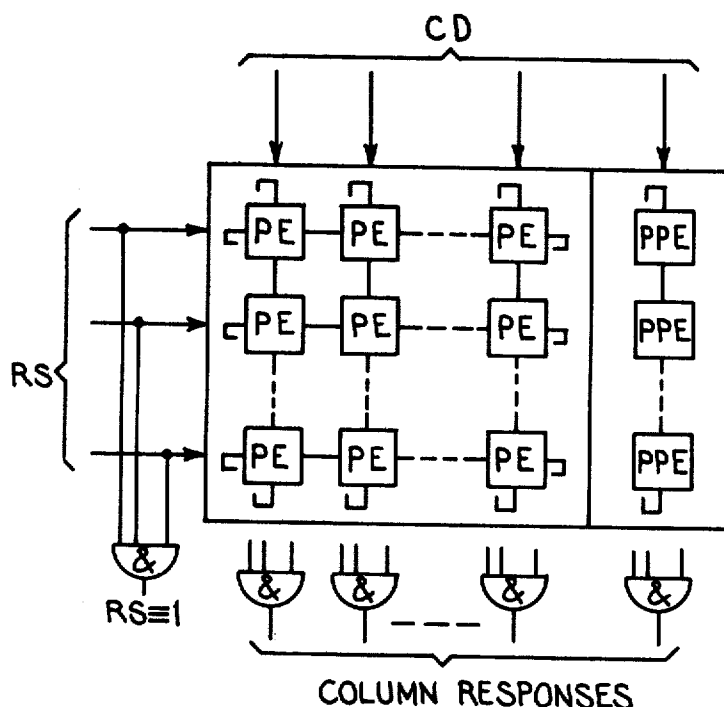 CD
PE PE PE PPE
PE PE PE PPE
RS
PE PE PE PPE
& & & & &
RS≡1
COLUMN RESPONSES